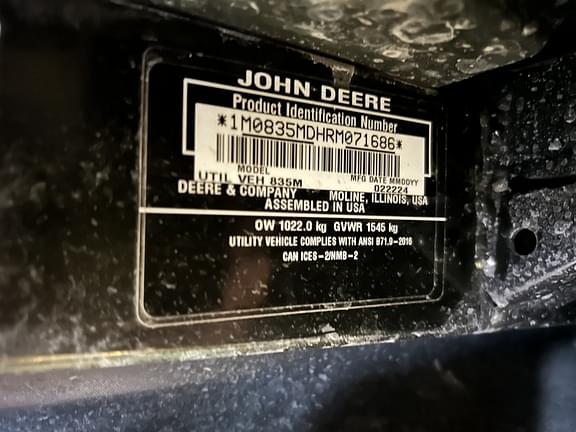 JOHN DEERE
Product Identification Number
*1M0835MDHRM071686*
MODEL MFG DATE MMDDYY
UTIL VEH 835M 022224
DEERE & COMPANY MOLINE, ILLINOIS, USA
ASSEMBLED IN USA
OW 1022.0 kg GVWR 1545 kg
UTILITY VEHICLE COMPLIES WITH ANSI B71.9-2016
CAN ICES-2/NMB-2